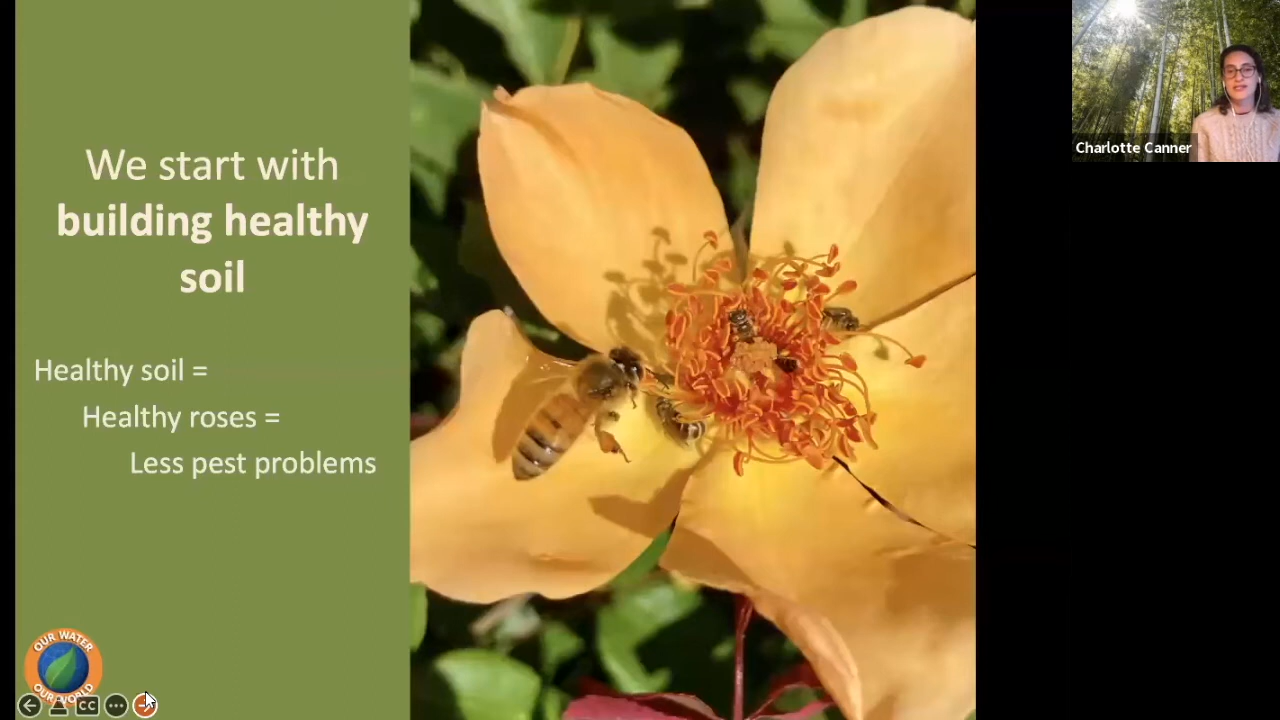 We start with
building healthy
soil
Healthy soil =
Healthy roses =
Less pest problems
OUR WATER
OUR WORLD
CC
Charlotte Canner